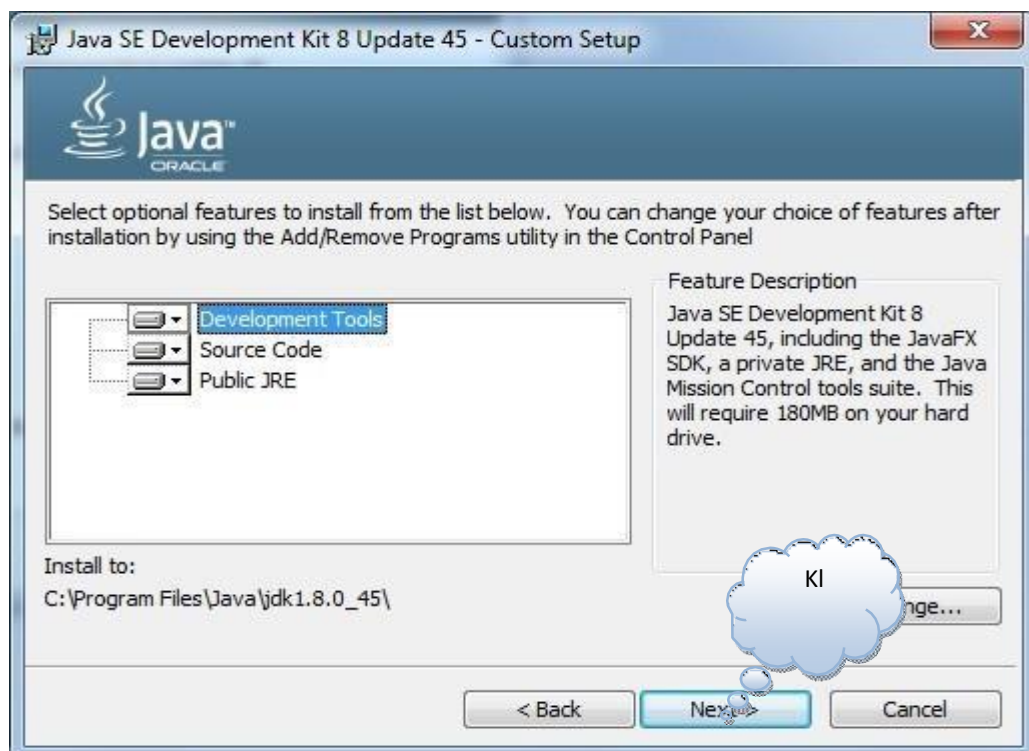 Java SE Development Kit 8 Update 45 - Custom Setup
Java™
ORACLE
Select optional features to install from the list below. You can change your choice of features after
installation by using the Add/Remove Programs utility in the Control Panel
Development Tools
Source Code
Public JRE
Feature Description
Java SE Development Kit 8
Update 45, including the JavaFX
SDK, a private JRE, and the Java
Mission Control tools suite. This
will require 180MB on your hard
drive.
Install to:
C:\Program Files\Java\jdk1.8.0_45\
Kl
nge...
< Back
Next >
Cancel